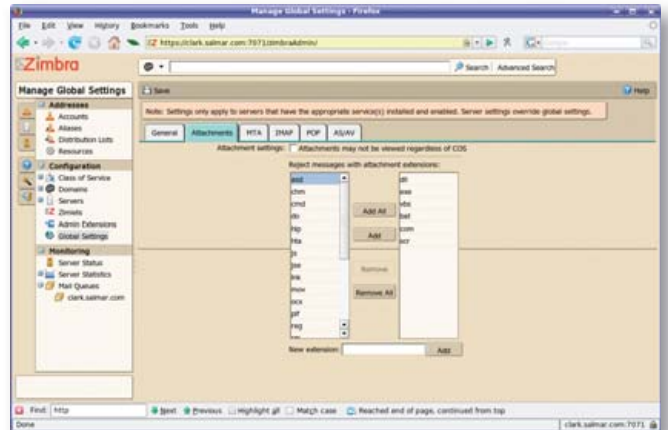 Manage Global Settings - Firefox
File Edit View History Bookmarks Tools Help
https://clark.salmar.com:7071/zimbraAdmin/
Zimbra
Search Advanced Search
Manage Global Settings
Save
Help
Addresses
Accounts
Aliases
Distribution Lists
Resources
Configuration
Class of Service
Domains
Servers
Zimlets
Admin Extensions
Global Settings
Monitoring
Server Status
Server Statistics
Mail Queues
clark.salmar.com
Note: Settings only apply to servers that have the appropriate service(s) installed and enabled. Server settings override global settings.
General Attachments MTA IMAP POP AS/AV
Attachment settings: Attachments may not be viewed regardless of COS
Reject messages with attachment extensions:
asd
chm
cmd
do
hlp
hta
js
jse
lnk
mov
ocx
pif
reg
Add All
Add
Remove
Remove All
dll
exe
vbs
bat
com
scr
New extension: Add
Find: http Next Previous Highlight all Match case Reached end of page, continued from top
Done
clark.salmar.com:7071